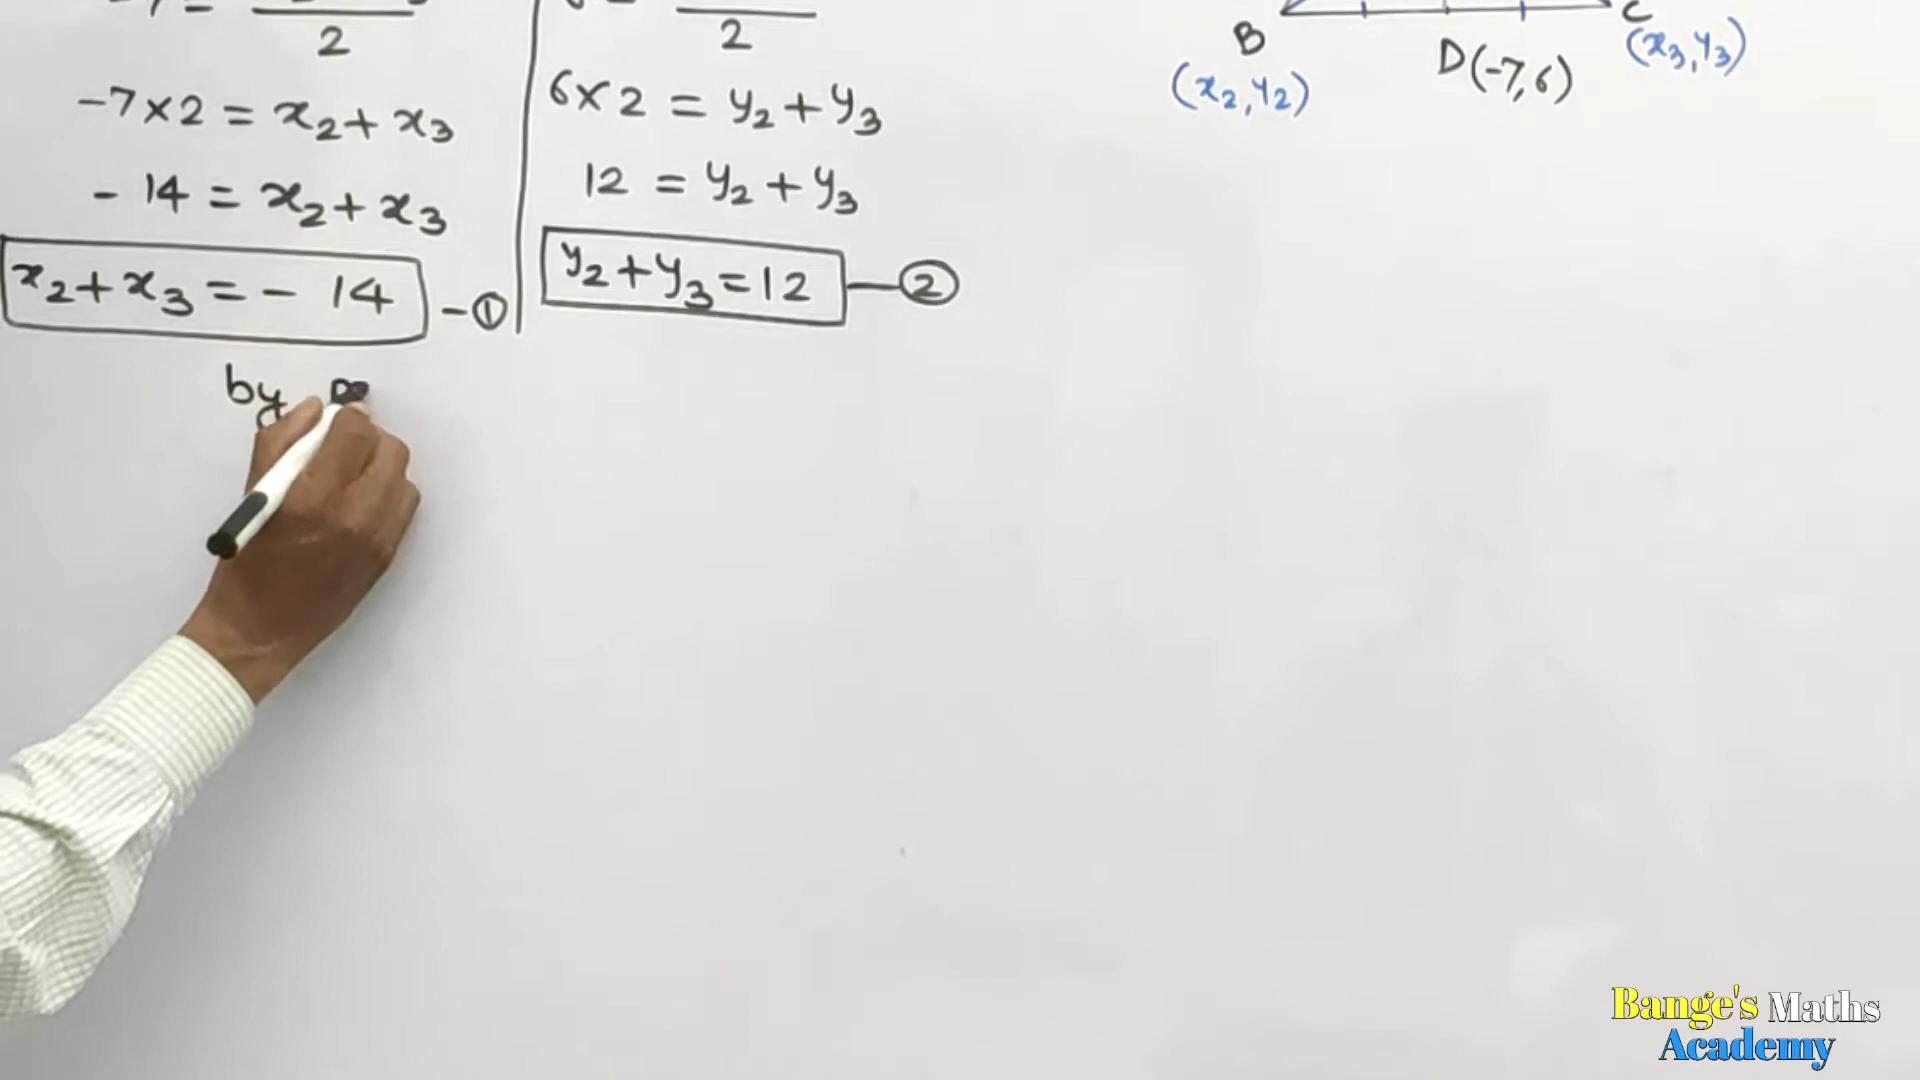 2
-7×2 = x₂+x₃
- 14 = x₂+x₃
x₂+x₃ = - 14 -①
by
2
6×2 = y₂+y₃
12 = y₂+y₃
y₂+y₃=12 —②
B
(x₂,y₂)
D(-7,6)
C
(x₃,y₃)
Bange's Maths
Academy